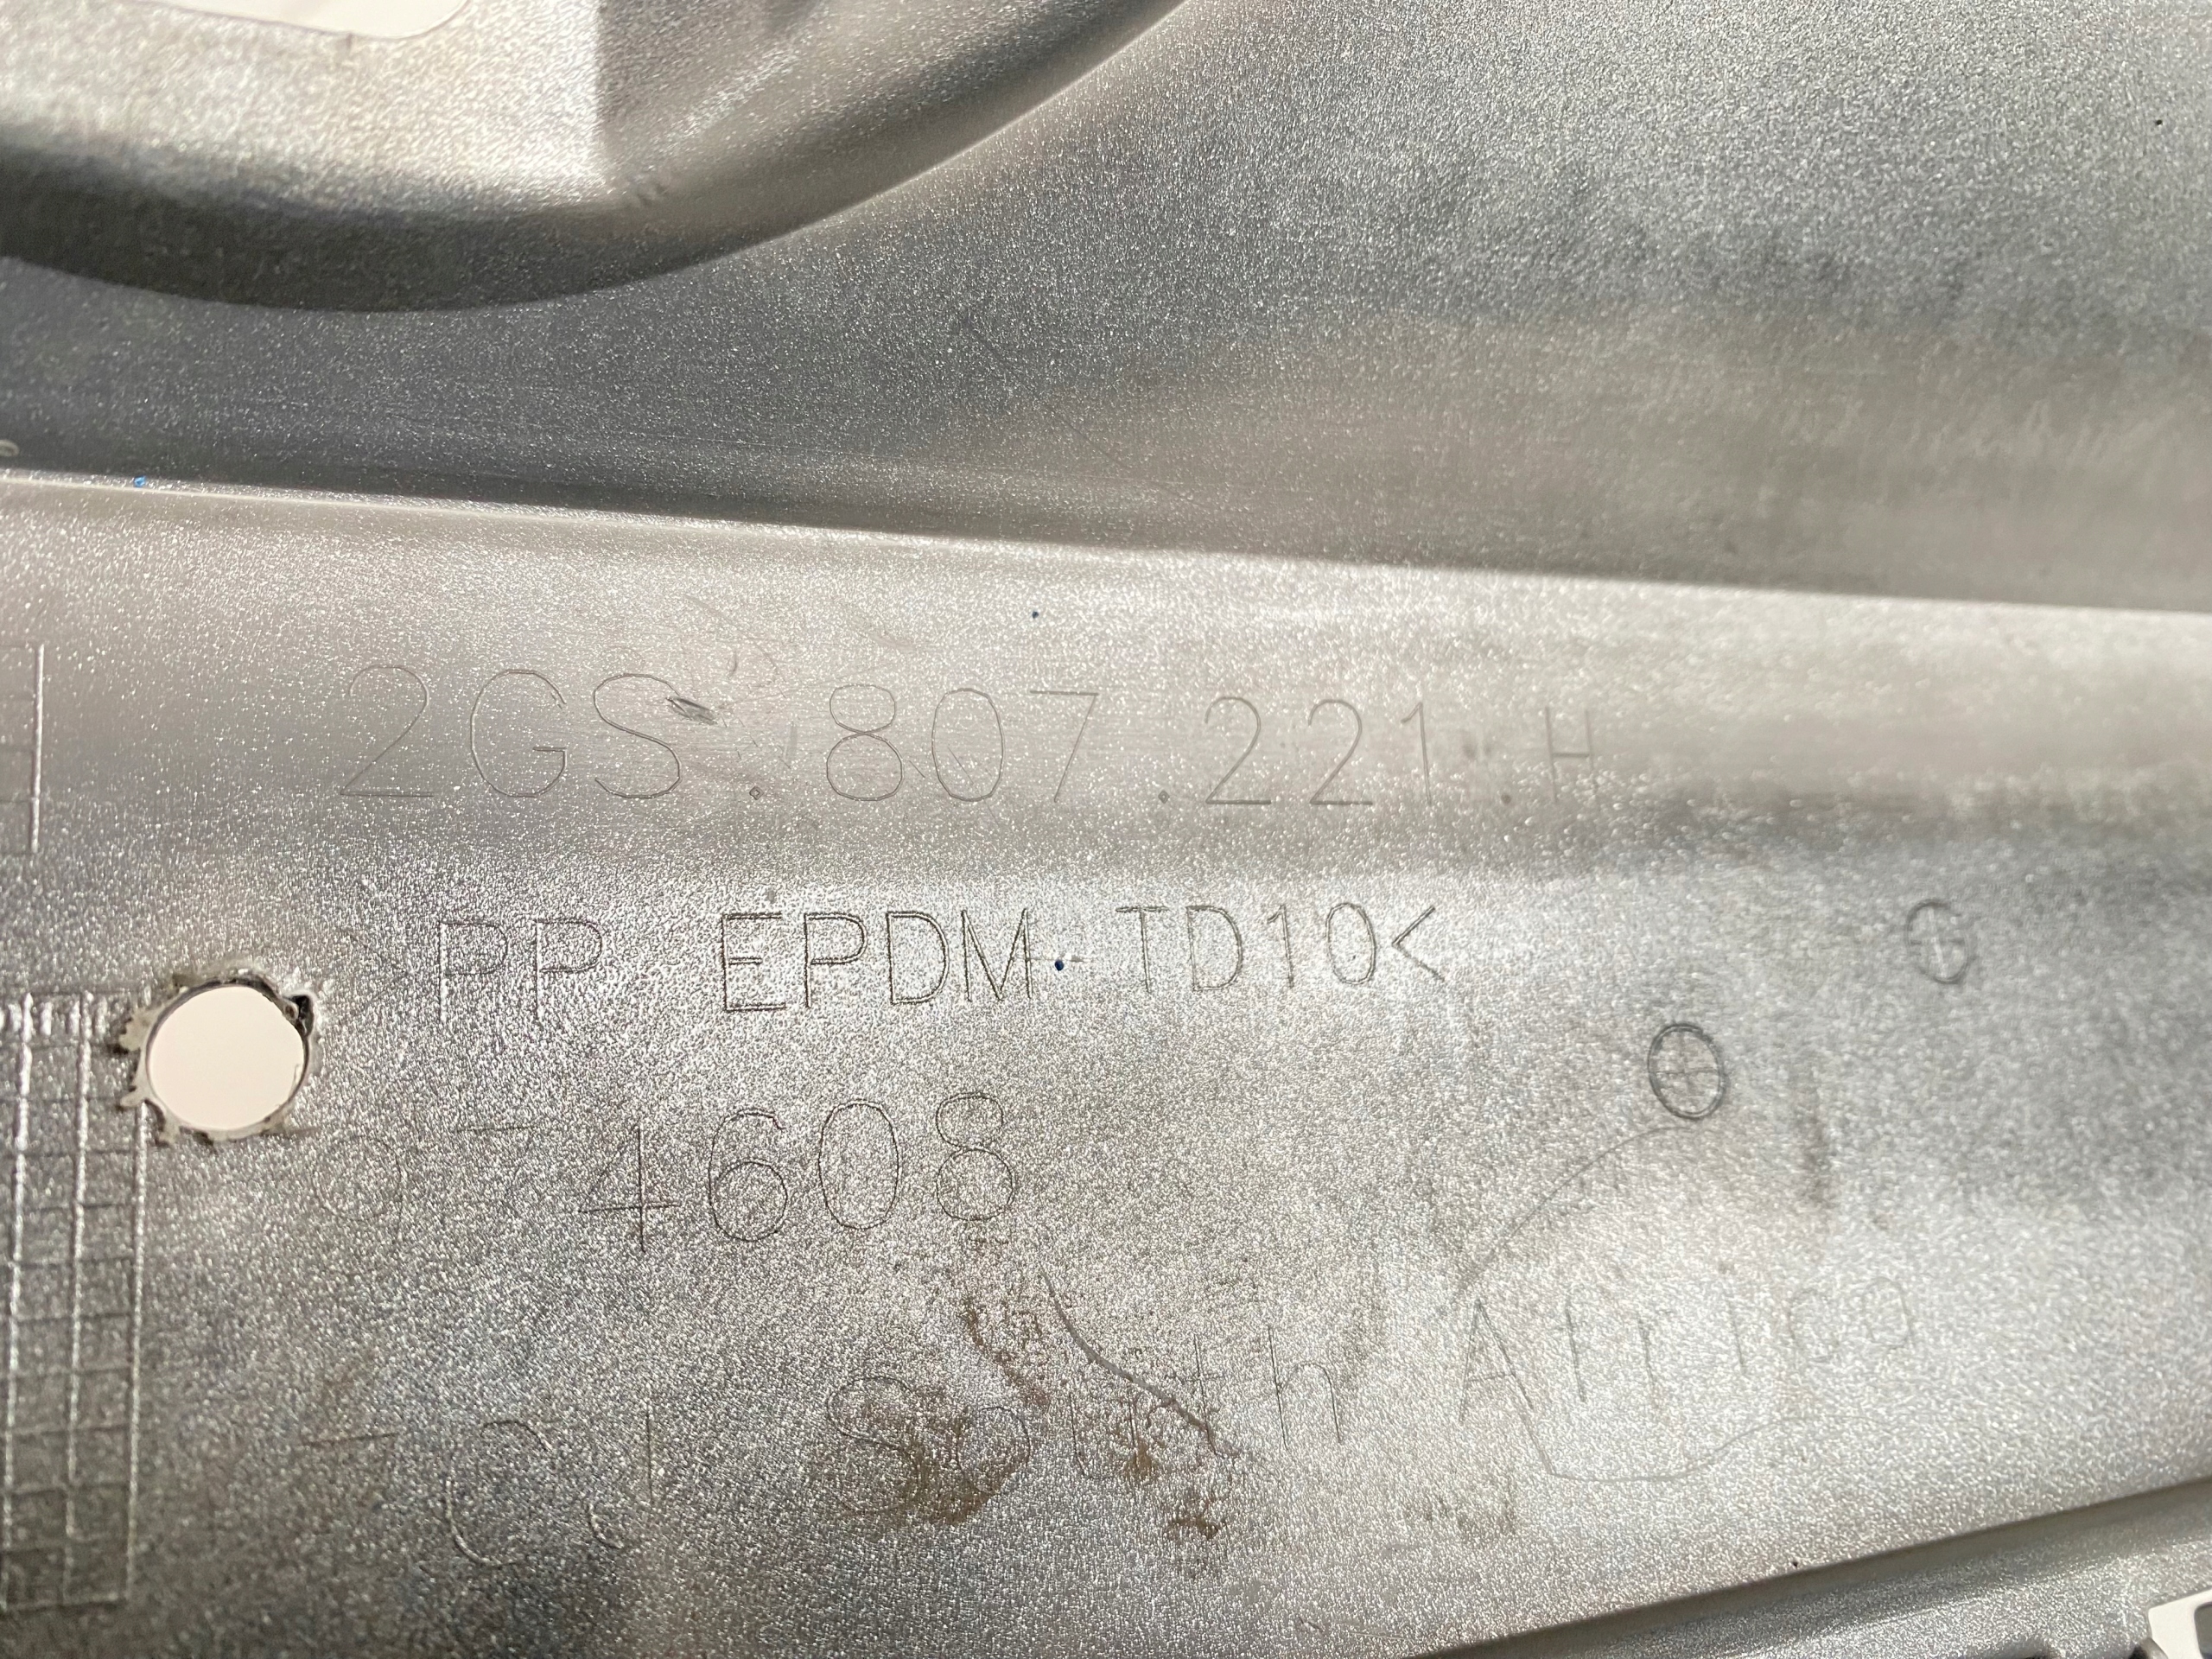 2GS.807.221.H
PP EPDM-TD10<
4608
South Africa